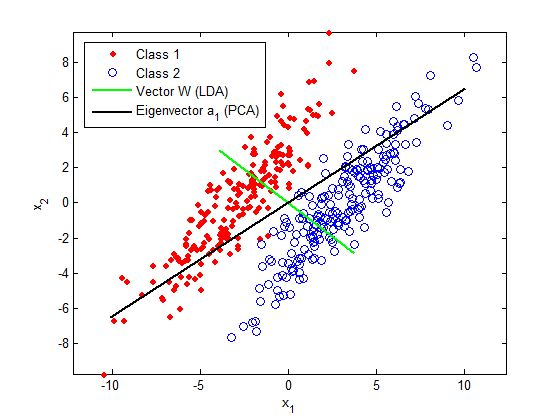 Class 1
Class 2
Vector W (LDA)
Eigenvector a1 (PCA)
8
6
4
2
0
-2
-4
-6
-8
x2
-10 -5 0 5 10
x1